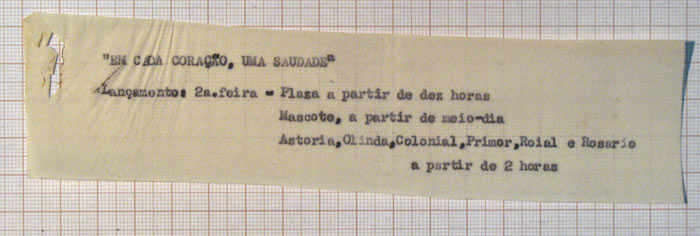 "EM CADA CORAÇÃO, UMA SAUDADE"
Lançamento: 2a.feira - Plaza a partir de dez horas
Mascote, a partir de meio-dia
Astoria,Olinda,Colonial,Primor,Roial e Rosario
a partir de 2 horas